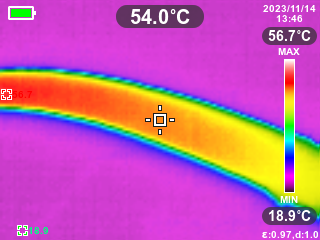 2023/11/14
54.0°C
13:46
56.7°C
MAX
56.7
MIN
18.9°C
18.9
ε:0.97,d:1.0